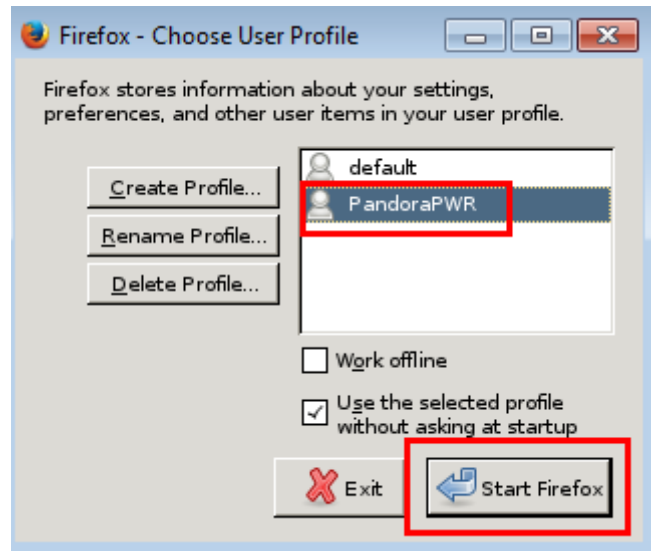 Firefox - Choose User Profile
Firefox stores information about your settings,
preferences, and other user items in your user profile.
Create Profile...
Rename Profile...
Delete Profile...
default
PandoraPWR
Work offline
Use the selected profile
without asking at startup
Exit
Start Firefox